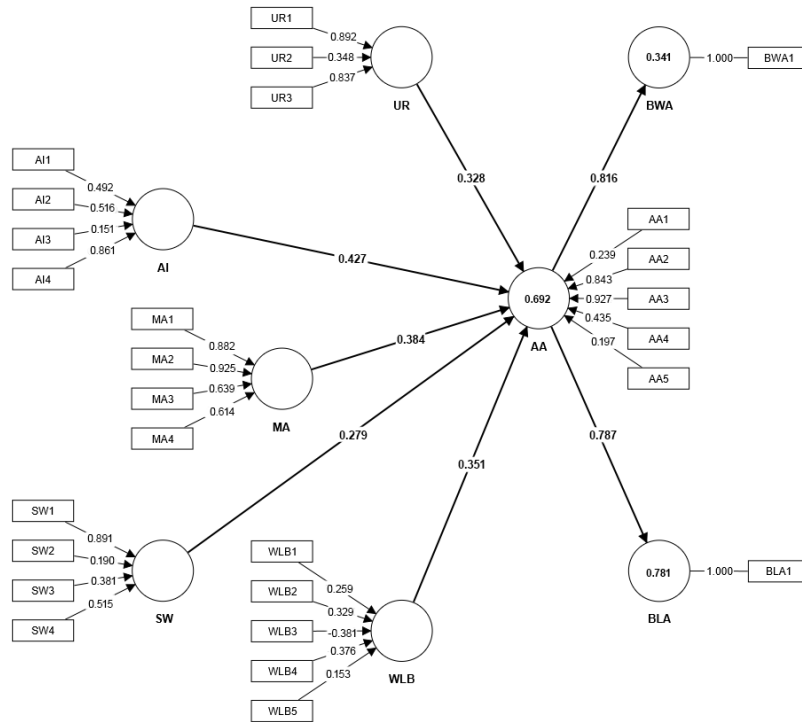 UR1
0.892
UR2
0.348
UR3
0.837
UR
0.341
1.000
BWA1
BWA
0.328
0.816
AI1
0.492
AI2
0.516
AI3
0.151
AI4
0.861
AI
0.427
AA1
0.239
AA2
0.843
0.692
0.927
AA3
0.435
AA4
0.197
AA5
AA
MA1
0.882
MA2
0.925
MA3
0.639
MA4
0.614
MA
0.384
0.279
0.351
0.787
SW1
0.891
SW2
0.190
SW3
0.381
SW4
0.515
SW
WLB1
0.259
WLB2
0.329
WLB3
-0.381
WLB4
0.376
WLB5
0.153
WLB
0.781
1.000
BLA1
BLA